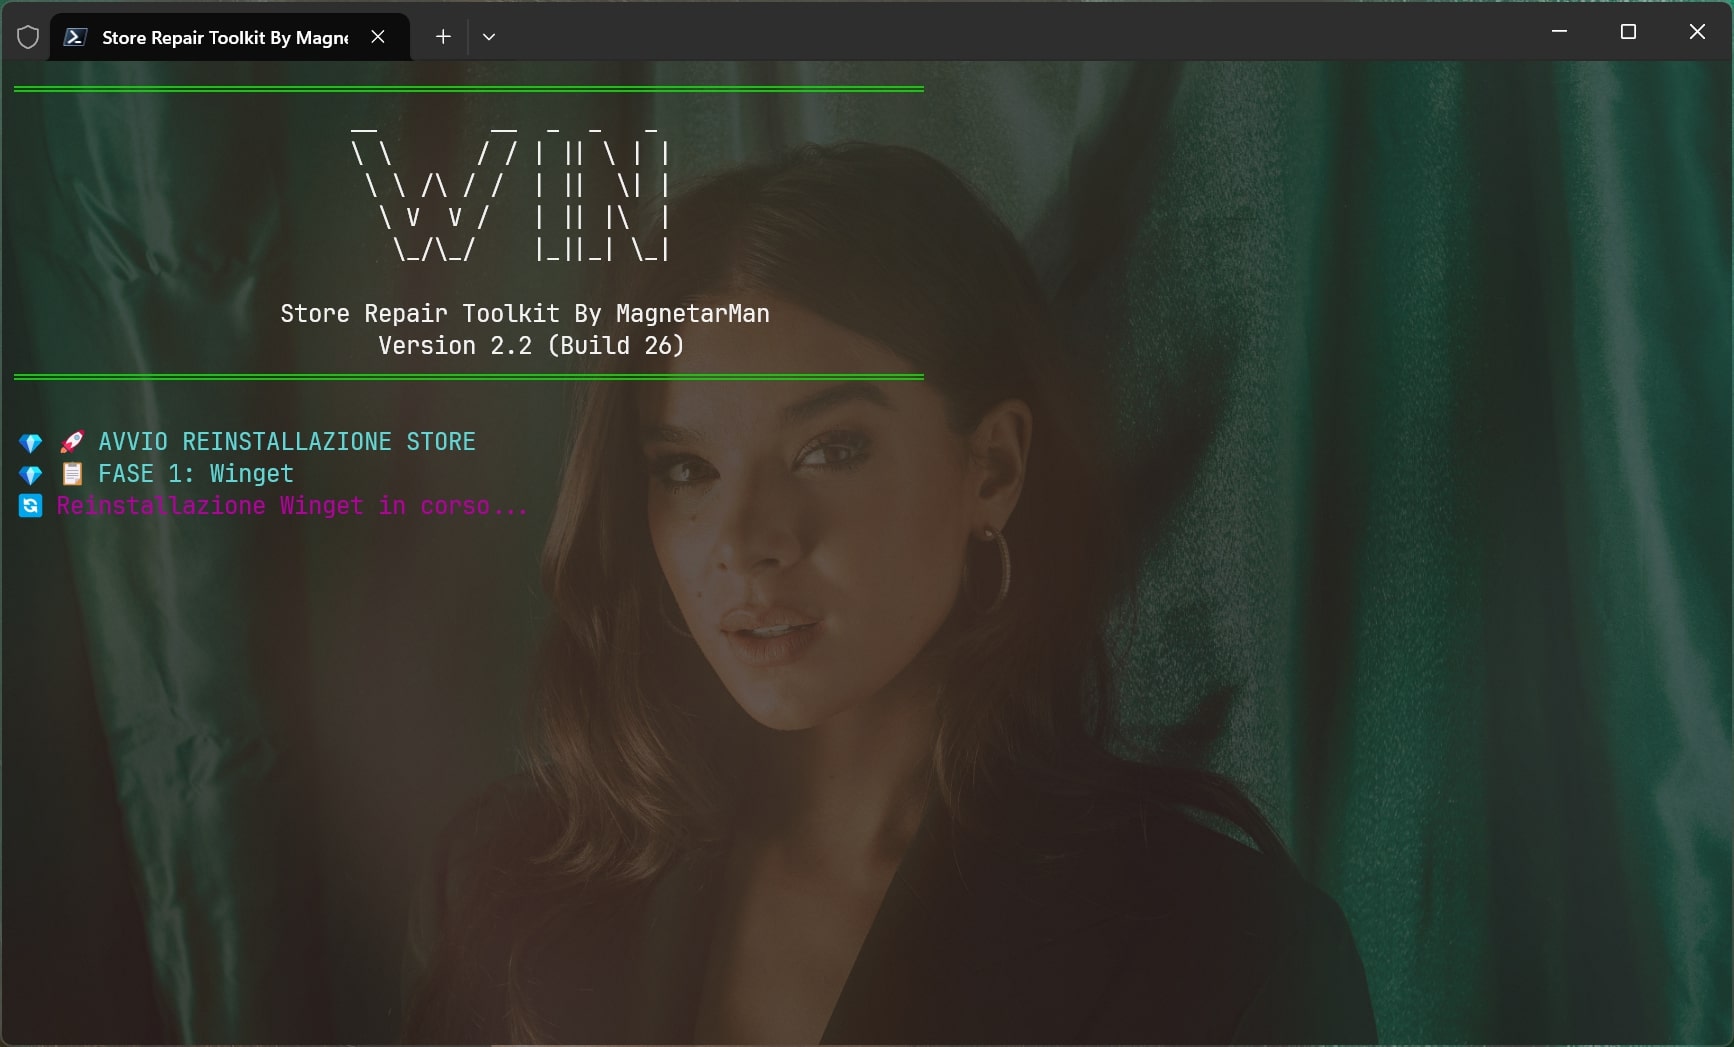 Store Repair Toolkit By Magne
WIN
Store Repair Toolkit By MagnetarMan
Version 2.2 (Build 26)
💎 🚀 AVVIO REINSTALLAZIONE STORE
💎 📋 FASE 1: Winget
🔄 Reinstallazione Winget in corso...